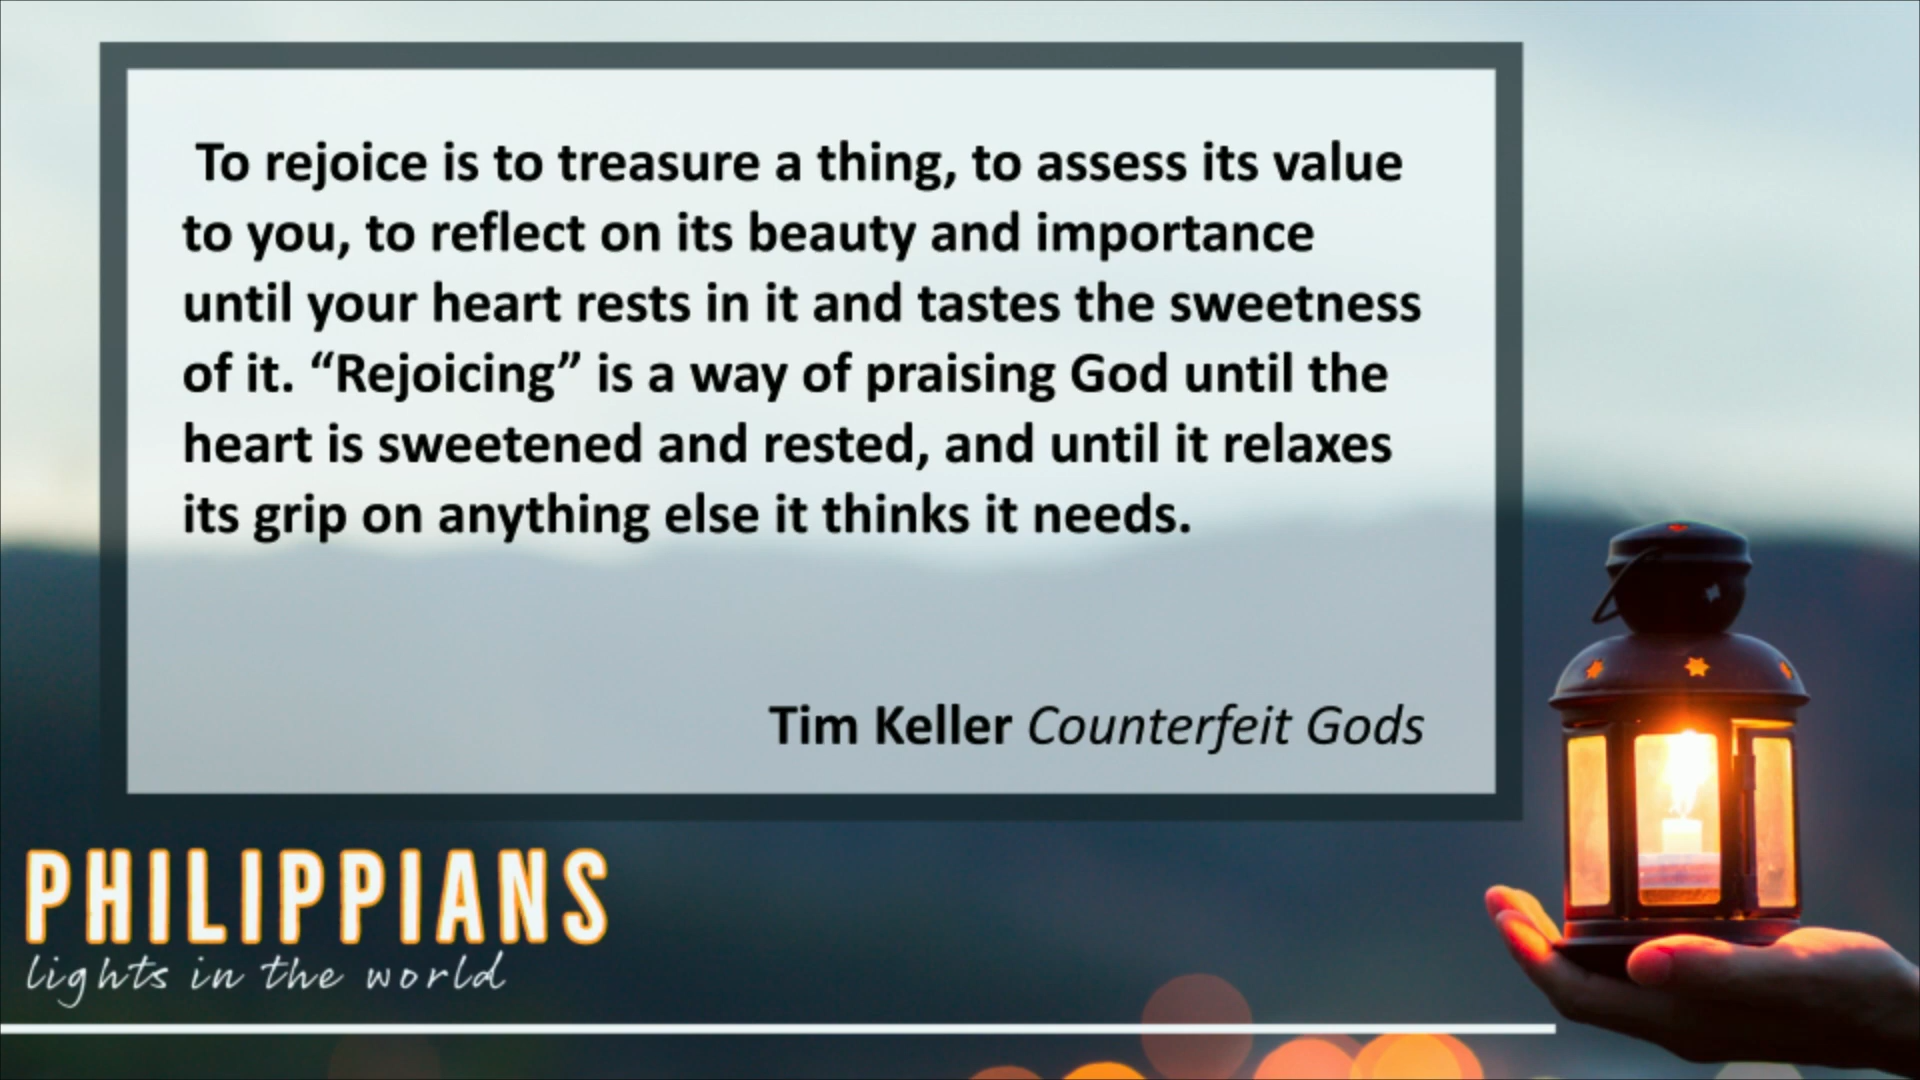 To rejoice is to treasure a thing, to assess its value
to you, to reflect on its beauty and importance
until your heart rests in it and tastes the sweetness
of it. “Rejoicing” is a way of praising God until the
heart is sweetened and rested, and until it relaxes
its grip on anything else it thinks it needs.
Tim Keller Counterfeit Gods
PHILIPPIANS
lights in the world